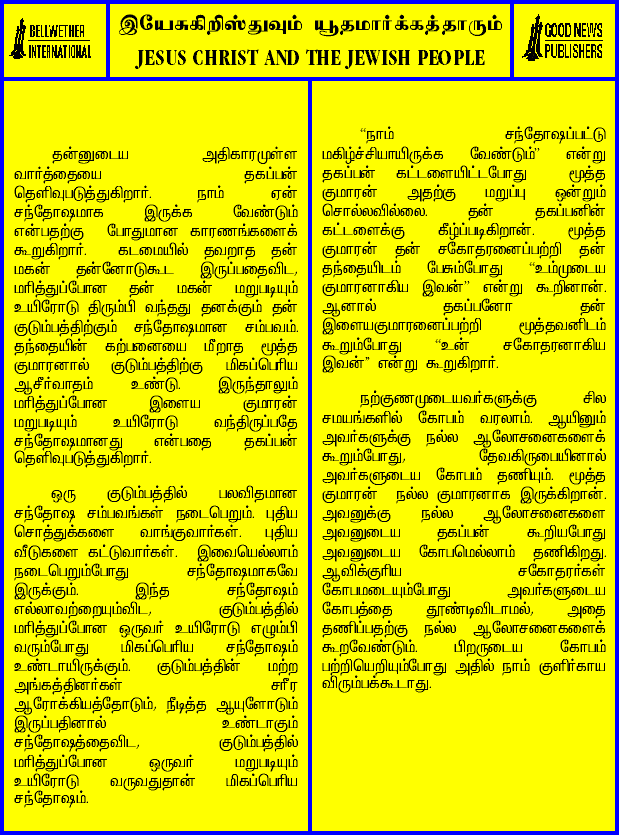 BELLWETHER
INTERNATIONAL
இயேசுகிறிஸ்துவும் யூதமார்க்கத்தாரும்
JESUS CHRIST AND THE JEWISH PEOPLE
GOOD NEWS
PUBLISHERS
தன்னுடைய அதிகாரமுள்ள
வார்த்தையை தகப்பன்
தெளிவுபடுத்துகிறார். நாம் ஏன்
சந்தோஷமாக இருக்க வேண்டும்
என்பதற்கு போதுமான காரணங்களைக்
கூறுகிறார். கடமையில் தவறாத தன்
மகன் தன்னோடுகூட இருப்பதைவிட,
மரித்துப்போன தன் மகன் மறுபடியும்
உயிரோடு திரும்பி வந்தது தனக்கும் தன்
குடும்பத்திற்கும் சந்தோஷமான சம்பவம்.
தந்தையின் கற்பனையை மீறாத மூத்த
குமாரனால் குடும்பத்திற்கு மிகப்பெரிய
ஆசீர்வாதம் உண்டு. இருந்தாலும்
மரித்துப்போன இளைய குமாரன்
மறுபடியும் உயிரோடு வந்திருப்பதே
சந்தோஷமானது என்பதை தகப்பன்
தெளிவுபடுத்துகிறார்.
ஒரு குடும்பத்தில் பலவிதமான
சந்தோஷ சம்பவங்கள் நடைபெறும். புதிய
சொத்துக்களை வாங்குவார்கள். புதிய
வீடுகளை கட்டுவார்கள். இவையெல்லாம்
நடைபெறும்போது சந்தோஷமாகவே
இருக்கும். இந்த சந்தோஷம்
எல்லாவற்றையும்விட, குடும்பத்தில்
மரித்துப்போன ஒருவர் உயிரோடு எழும்பி
வரும்போது மிகப்பெரிய சந்தோஷம்
உண்டாயிருக்கும். குடும்பத்தின் மற்ற
அங்கத்தினர்கள் சரீர
ஆரோக்கியத்தோடும், நீடித்த ஆயுளோடும்
இருப்பதினால் உண்டாகும்
சந்தோஷத்தைவிட, குடும்பத்தில்
மரித்துப்போன ஒருவர் மறுபடியும்
உயிரோடு வருவதுதான் மிகப்பெரிய
சந்தோஷம்.
“நாம் சந்தோஷப்பட்டு
மகிழ்ச்சியாயிருக்க வேண்டும்” என்று
தகப்பன் கட்டளையிட்டபோது மூத்த
குமாரன் அதற்கு மறுப்பு ஒன்றும்
சொல்லவில்லை. தன் தகப்பனின்
கட்டளைக்கு கீழ்ப்படிகிறான். மூத்த
குமாரன் தன் சகோதரனைப்பற்றி தன்
தந்தையிடம் பேசும்போது “உம்முடைய
குமாரனாகிய இவன்” என்று கூறினான்.
ஆனால் தகப்பனோ தன்
இளையகுமாரனைப்பற்றி மூத்தவனிடம்
கூறும்போது “உன் சகோதரனாகிய
இவன்” என்று கூறுகிறார்.
நற்குணமுடையவர்களுக்கு சில
சமயங்களில் கோபம் வரலாம். ஆயினும்
அவர்களுக்கு நல்ல ஆலோசனைகளைக்
கூறும்போது, தேவகிருபையினால்
அவர்களுடைய கோபம் தணியும். மூத்த
குமாரன் நல்ல குமாரனாக இருக்கிறான்.
அவனுக்கு நல்ல ஆலோசனைகளை
அவனுடைய தகப்பன் கூறியபோது
அவனுடைய கோபமெல்லாம் தணிகிறது.
ஆவிக்குரிய சகோதரர்கள்
கோபமடையும்போது அவர்களுடைய
கோபத்தை தூண்டிவிடாமல், அதை
தணிப்பதற்கு நல்ல ஆலோசனைகளைக்
கூறவேண்டும். பிறருடைய கோபம்
பற்றியெறியும்போது அதில் நாம் குளிர்காய
விரும்பக்கூடாது.